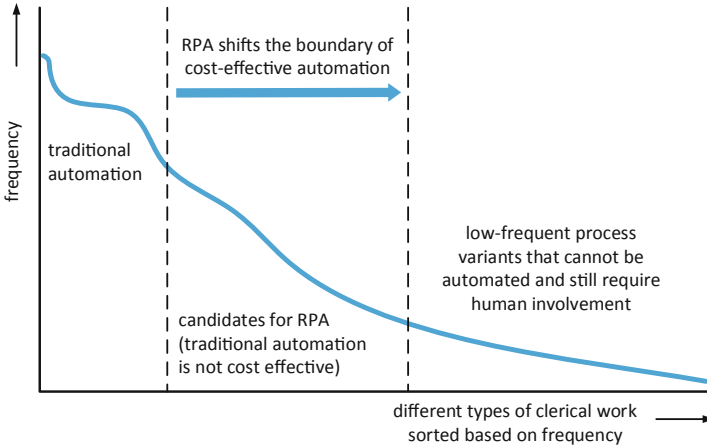 RPA shifts the boundary of
cost-effective automation
frequency
traditional
automation
low-frequent process
variants that cannot be
automated and still require
human involvement
candidates for RPA
(traditional automation
is not cost effective)
different types of clerical work
sorted based on frequency